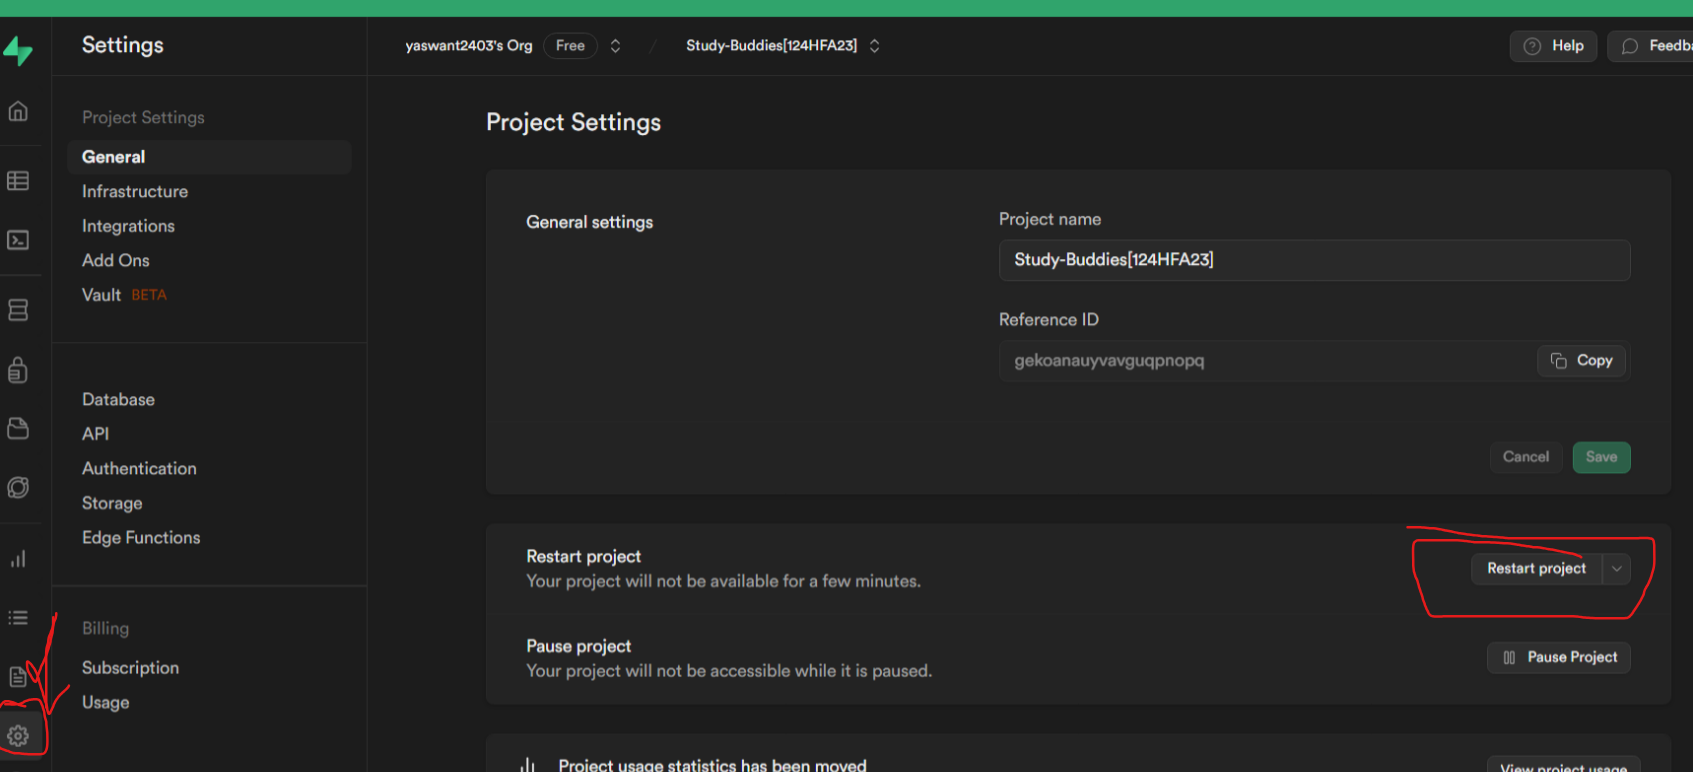 Settings
yaswant2403's Org Free / Study-Buddies[124HFA23]
Help
Feedba
Project Settings
General
Infrastructure
Integrations
Add Ons
Vault BETA
Database
API
Authentication
Storage
Edge Functions
Billing
Subscription
Usage
Project Settings
General settings
Project name
Study-Buddies[124HFA23]
Reference ID
gekoanauyvavguqpnopq
Copy
Cancel
Save
Restart project
Your project will not be available for a few minutes.
Restart project
Pause project
Your project will not be accessible while it is paused.
Pause Project
Project usage statistics has been moved
View project usage